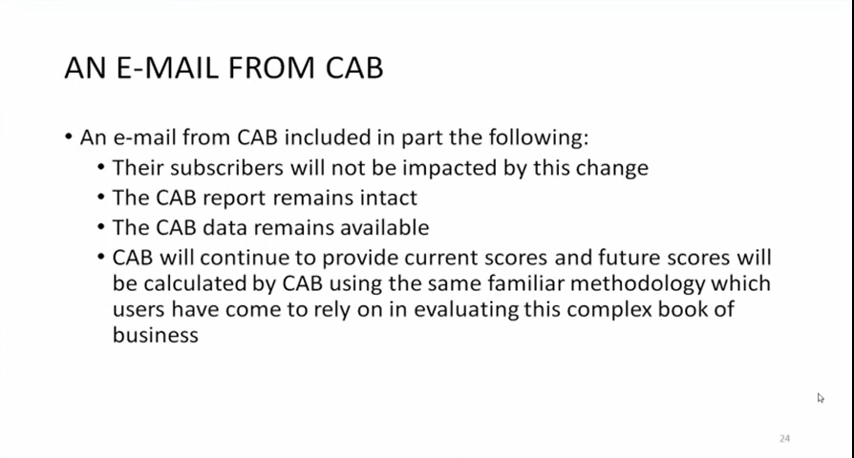 AN E-MAIL FROM CAB
• An e-mail from CAB included in part the following:
• Their subscribers will not be impacted by this change
• The CAB report remains intact
• The CAB data remains available
• CAB will continue to provide current scores and future scores will
be calculated by CAB using the same familiar methodology which
users have come to rely on in evaluating this complex book of
business
24